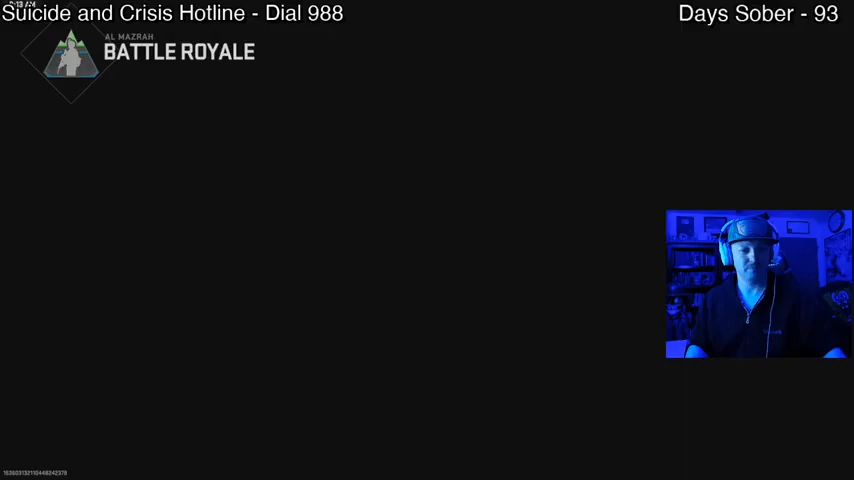 Suicide and Crisis Hotline - Dial 988
Days Sober - 93
AL MAZRAH
BATTLE ROYALE